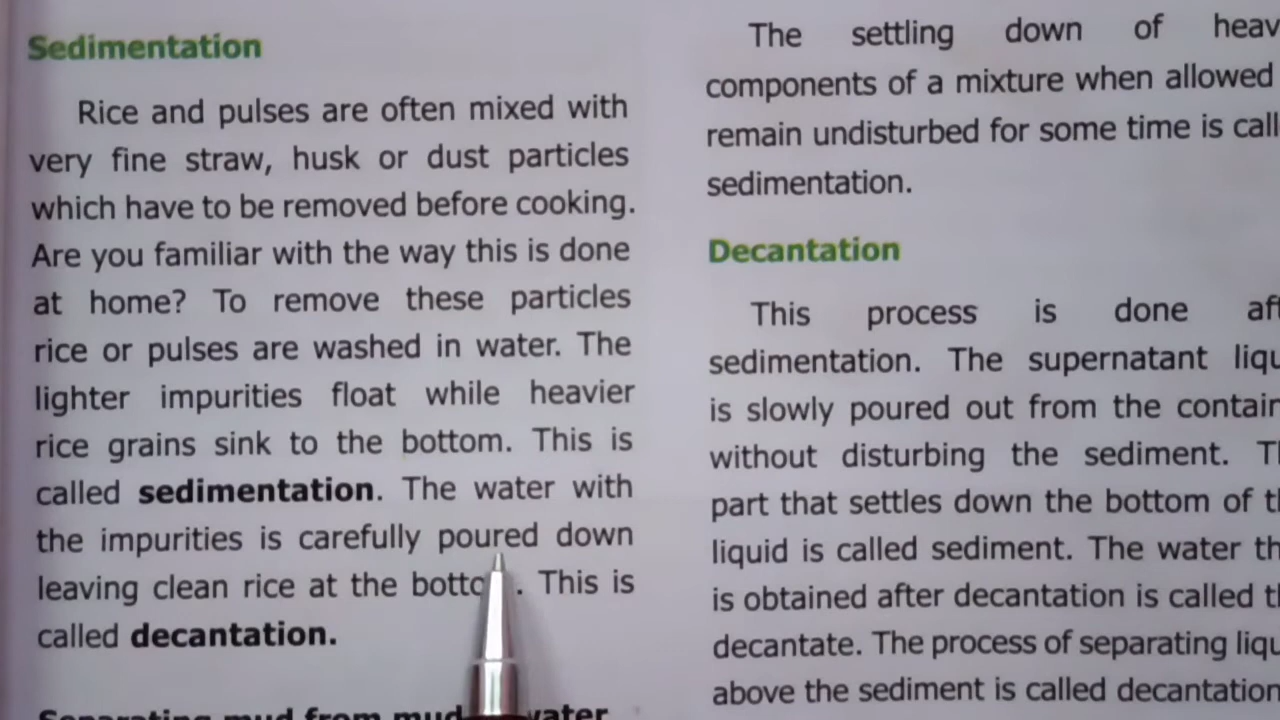 Sedimentation
Rice and pulses are often mixed with
very fine straw, husk or dust particles
which have to be removed before cooking.
Are you familiar with the way this is done
at home? To remove these particles
rice or pulses are washed in water. The
lighter impurities float while heavier
rice grains sink to the bottom. This is
called sedimentation. The water with
the impurities is carefully poured down
leaving clean rice at the . This is
called decantation.
Separating mud from water
The settling down of
components of a mixture when allowed
remain undisturbed for some time is
sedimentation.
Decantation
This process is done
sedimentation. The supernatant
is slowly poured out from the
without disturbing the sediment.
part that settles down the bottom of
liquid is called sediment. The water
is obtained after decantation is called
decantate. The process of separating
above the sediment is called decantation